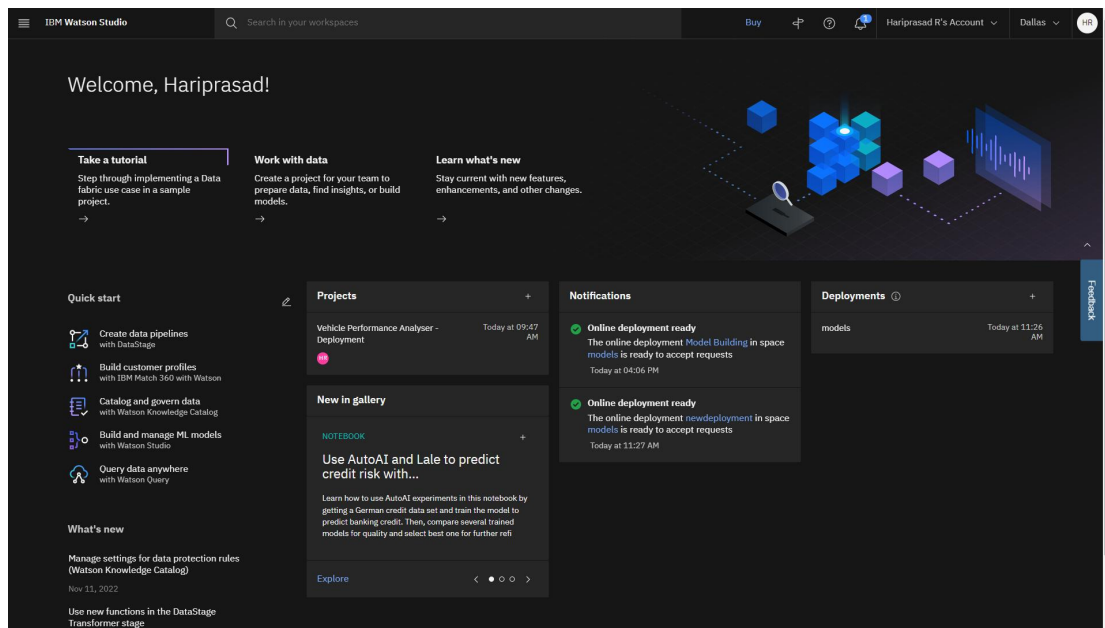 IBM Watson Studio
Search in your workspaces
Buy
1
Hariprasad R's Account
Dallas
HR
Welcome, Hariprasad!
Take a tutorial
Step through implementing a Data
fabric use case in a sample
project.
Work with data
Create a project for your team to
prepare data, find insights, or build
models.
Learn what's new
Stay current with new features,
enhancements, and other changes.
Feedback
Quick start
Create data pipelines
with DataStage
Build customer profiles
with IBM Match 360 with Watson
Catalog and govern data
with Watson Knowledge Catalog
Build and manage ML models
with Watson Studio
Query data anywhere
with Watson Query
What's new
Manage settings for data protection rules
(Watson Knowledge Catalog)
Nov 11, 2022
Use new functions in the DataStage
Transformer stage
Projects
Vehicle Performance Analyser -
Deployment
Today at 09:47
AM
HR
New in gallery
NOTEBOOK
Use AutoAI and Lale to predict
credit risk with...
Learn how to use AutoAI experiments in this notebook by
getting a German credit data set and train the model to
predict banking credit. Then, compare several trained
models for quality and select best one for further refi
Explore
Notifications
Online deployment ready
The online deployment Model Building in space
models is ready to accept requests
Today at 04:06 PM
Online deployment ready
The online deployment newdeployment in space
models is ready to accept requests
Today at 11:27 AM
Deployments
models
Today at 11:26
AM